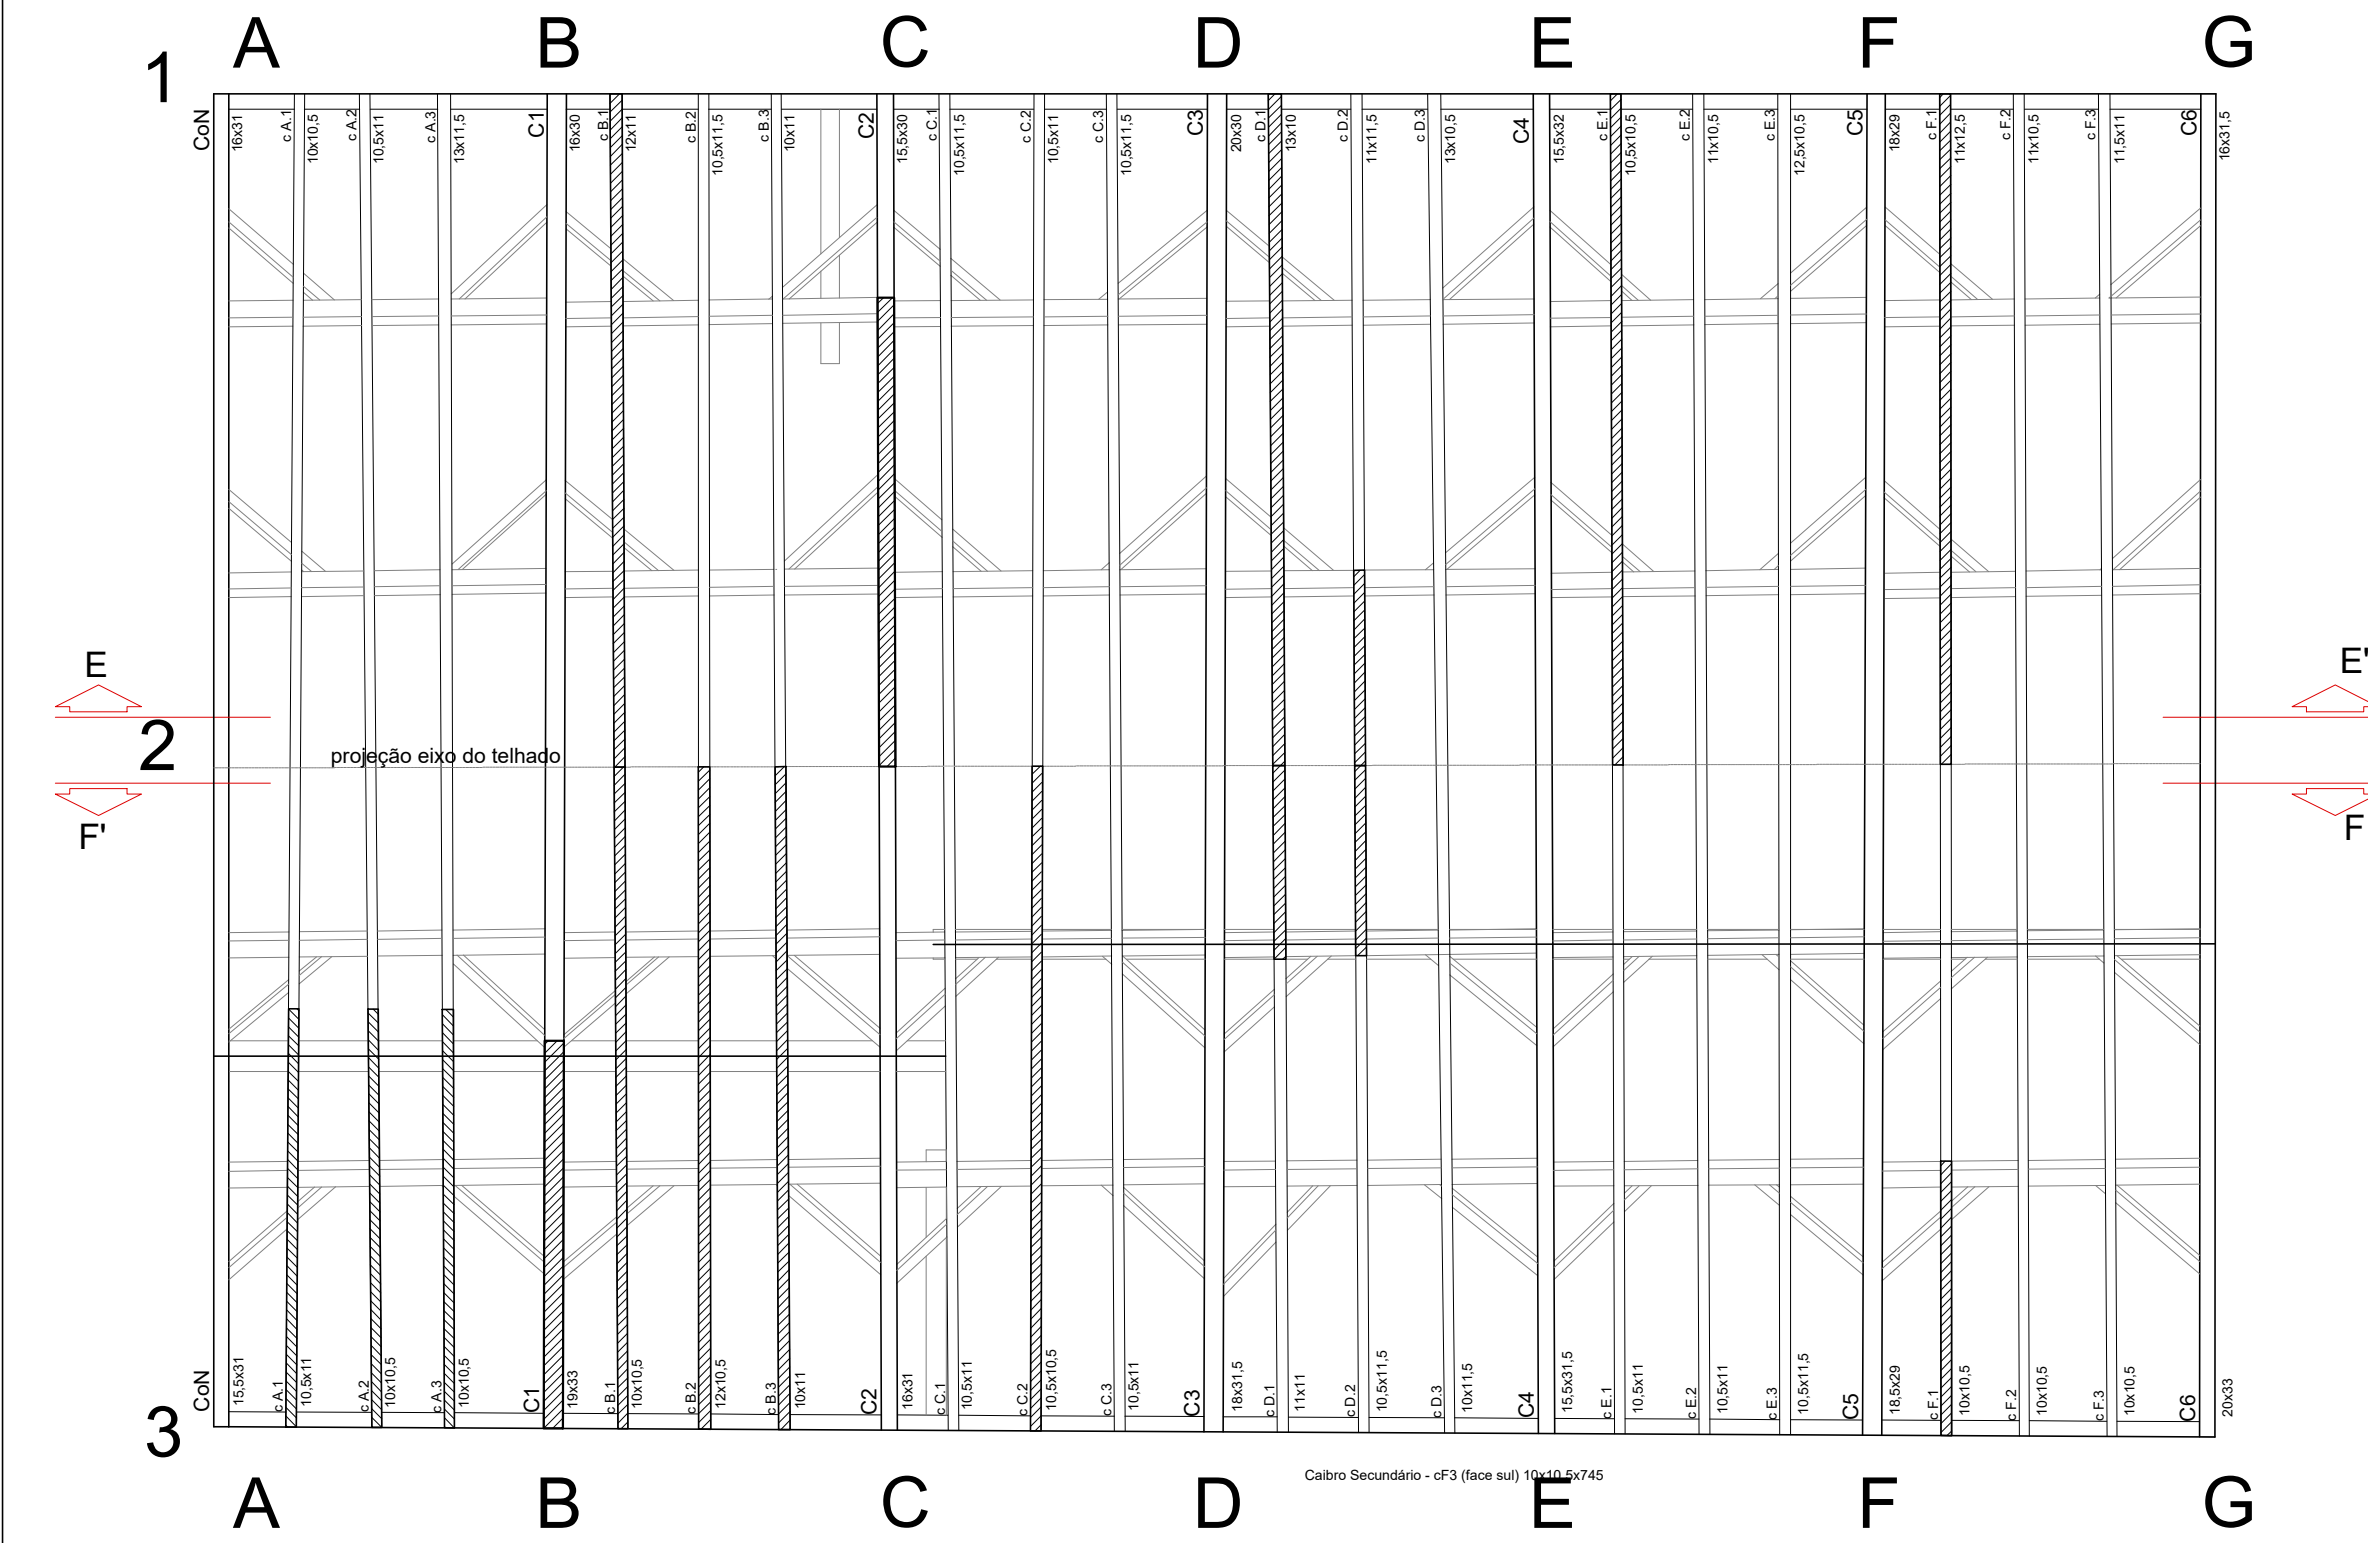 A B C D E F G
1
CoN
16x31
c A.1
10x10,5
c A.2
10,5x11
c A.3
13x11,5
C1
16x30
c B.1
12x11
c B.2
10,5x11,5
c B.3
10x11
C2
15,5x30
c C.1
10,5x11,5
c C.2
10,5x11
c C.3
10,5x11,5
C3
20x30
c D.1
13x10
c D.2
11x11,5
c D.3
13x10,5
C4
15,5x32
c E.1
10,5x10,5
c E.2
11x10,5
c E.3
12,5x10,5
C5
18x29
c F.1
11x12,5
c F.2
11x10,5
c F.3
11,5x11
C6
16x31,5
E
E'
2
projeção eixo do telhado
F'
F
CoN
15,5x31
c A.1
10,5x11
c A.2
10x10,5
c A.3
10x10,5
C1
19x33
c B.1
10x10,5
c B.2
12x10,5
c B.3
10x11
C2
16x31
c C.1
10,5x11
c C.2
10,5x10,5
c C.3
10,5x11
C3
18x31,5
c D.1
11x11
c D.2
10,5x11,5
c D.3
10x11,5
C4
15,5x31,5
c E.1
10,5x11
c E.2
10,5x11
c E.3
10,5x11,5
C5
18,5x29
c F.1
10x10,5
c F.2
10x10,5
c F.3
10x10,5
C6
20x33
3
Caibro Secundário - cF3 (face sul) 10x10,5x745
A B C D E F G